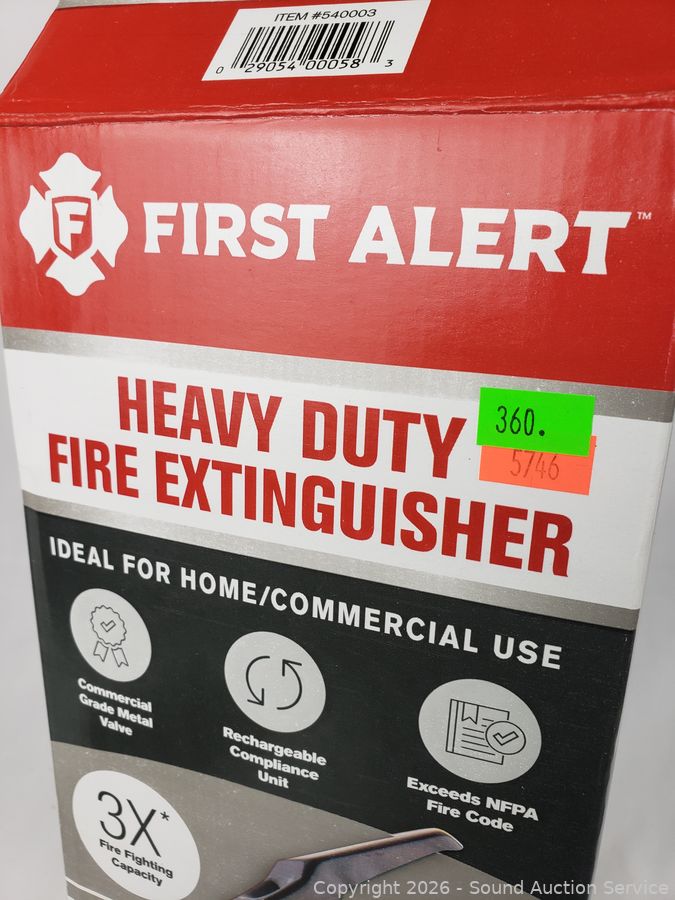 ITEM #540003
0 29054 00058 3
F FIRST ALERT™
HEAVY DUTY
FIRE EXTINGUISHER
360.
5746
IDEAL FOR HOME/COMMERCIAL USE
Commercial
Grade Metal
Valve
Rechargeable
Compliance
Unit
Exceeds NFPA
Fire Code
3X*
Fire Fighting
Capacity
Copyright 2026 - Sound Auction Service